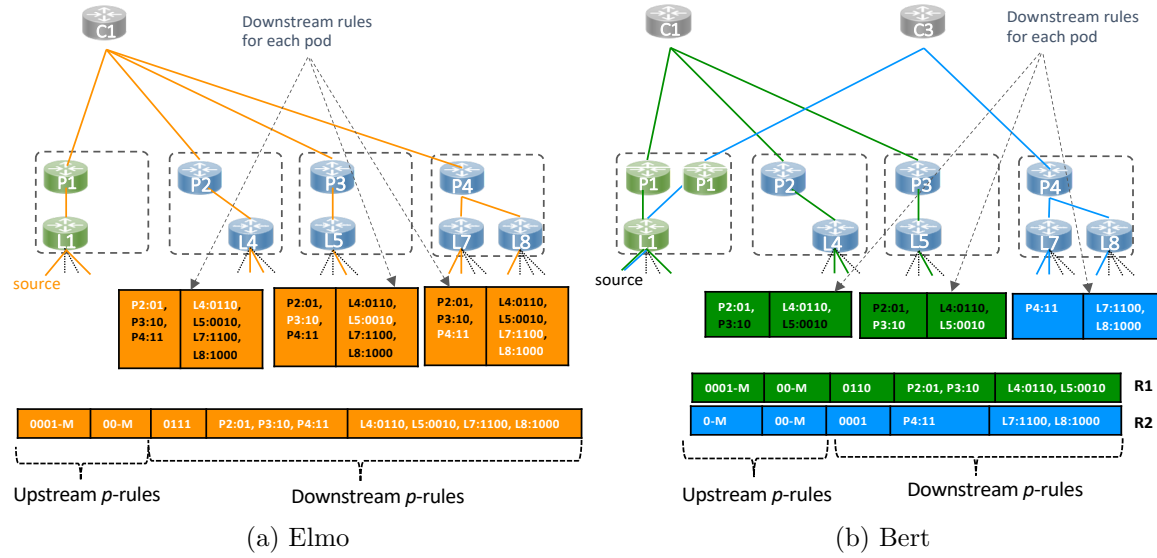 C1
Downstream rules
for each pod
P1
P2
P3
P4
L1
L4
L5
L7
L8
source
P2:01,
P3:10,
P4:11
L4:0110,
L5:0010,
L7:1100,
L8:1000
P2:01,
P3:10,
P4:11
L4:0110,
L5:0010,
L7:1100,
L8:1000
P2:01,
P3:10,
P4:11
L4:0110,
L5:0010,
L7:1100,
L8:1000
0001-M 00-M 0111 P2:01, P3:10, P4:11 L4:0110, L5:0010, L7:1100, L8:1000
Upstream p-rules
Downstream p-rules
(a) Elmo
C1
C3
Downstream rules
for each pod
P1
P1
P2
P3
P4
L1
L4
L5
L7
L8
source
P2:01,
P3:10
L4:0110,
L5:0010
P2:01,
P3:10
L4:0110,
L5:0010
P4:11
L7:1100,
L8:1000
0001-M 00-M 0110 P2:01, P3:10 L4:0110, L5:0010 R1
0-M 00-M 0001 P4:11 L7:1100, L8:1000 R2
Upstream p-rules
Downstream p-rules
(b) Bert